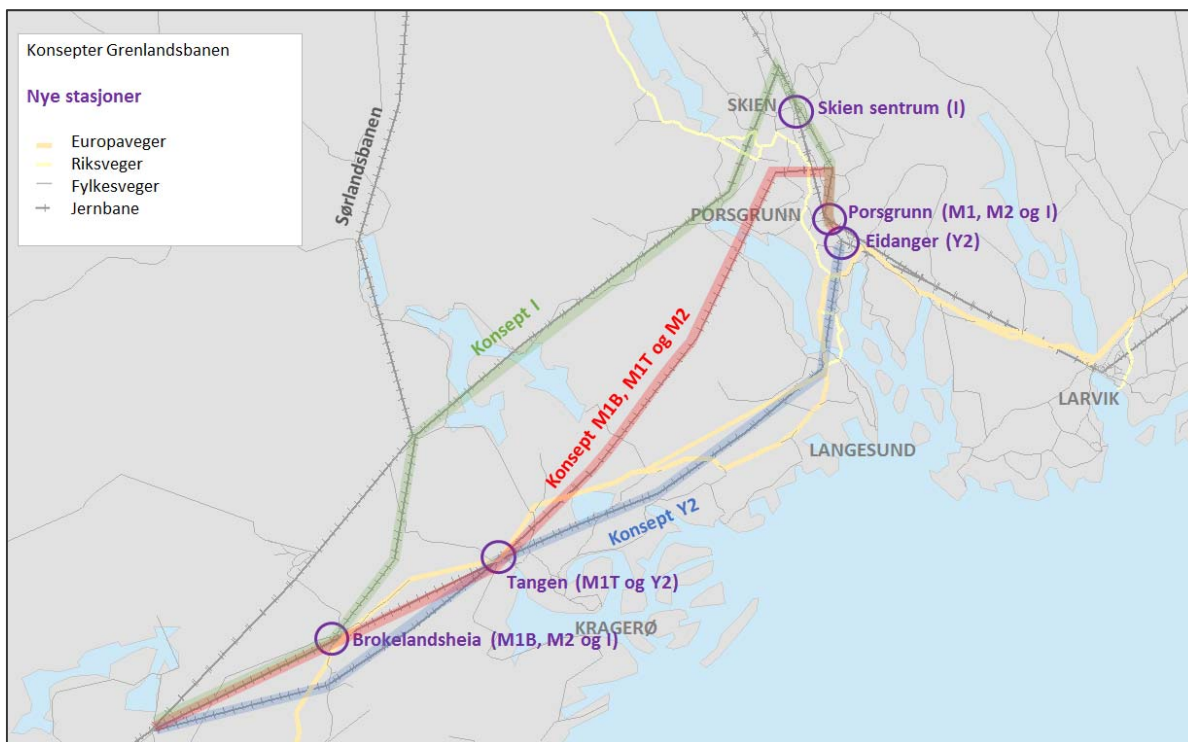 Konsepter Grenlandsbanen
Nye stasjoner
Europaveger
Riksveger
Fylkesveger
Jernbane
Sørlandsbanen
SKIEN
Skien sentrum (I)
PORSGRUNN
Porsgrunn (M1, M2 og I)
Eidanger (Y2)
Konsept I
Konsept M1B, M1T og M2
LARVIK
LANGESUND
Konsept Y2
Tangen (M1T og Y2)
KRAGERØ
Brokelandsheia (M1B, M2 og I)